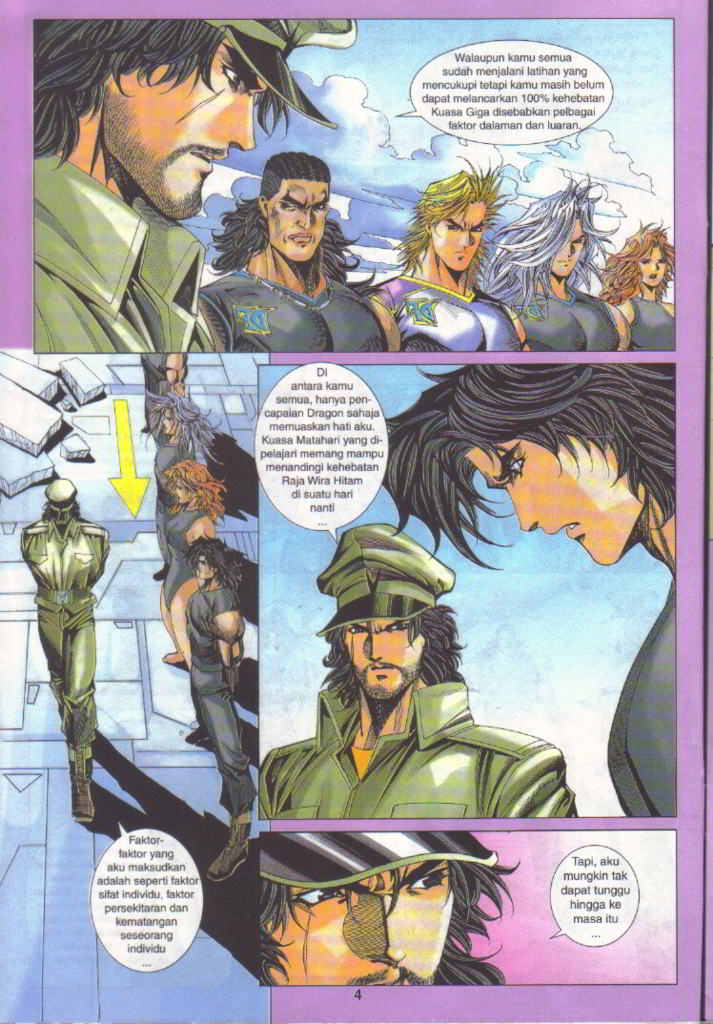 Walaupun kamu semua
sudah menjalani latihan yang
mencukupi tetapi kamu masih belum
dapat melancarkan 100% kehebatan
Kuasa Giga disebabkan pelbagai
faktor dalaman dan luaran.
Faktor-
faktor yang
aku maksudkan
adalah seperti faktor
sifat individu, faktor
persekitaran dan
kematangan
seseorang
individu
...
Di
antara kamu
semua, hanya pen-
capaian Dragon sahaja
memuaskan hati aku.
Kuasa Matahari yang di-
pelajari memang mampu
menandingi kehebatan
Raja Wira Hitam
di suatu hari
nanti
...
Tapi, aku
mungkin tak
dapat tunggu
hingga ke
masa itu
...
4